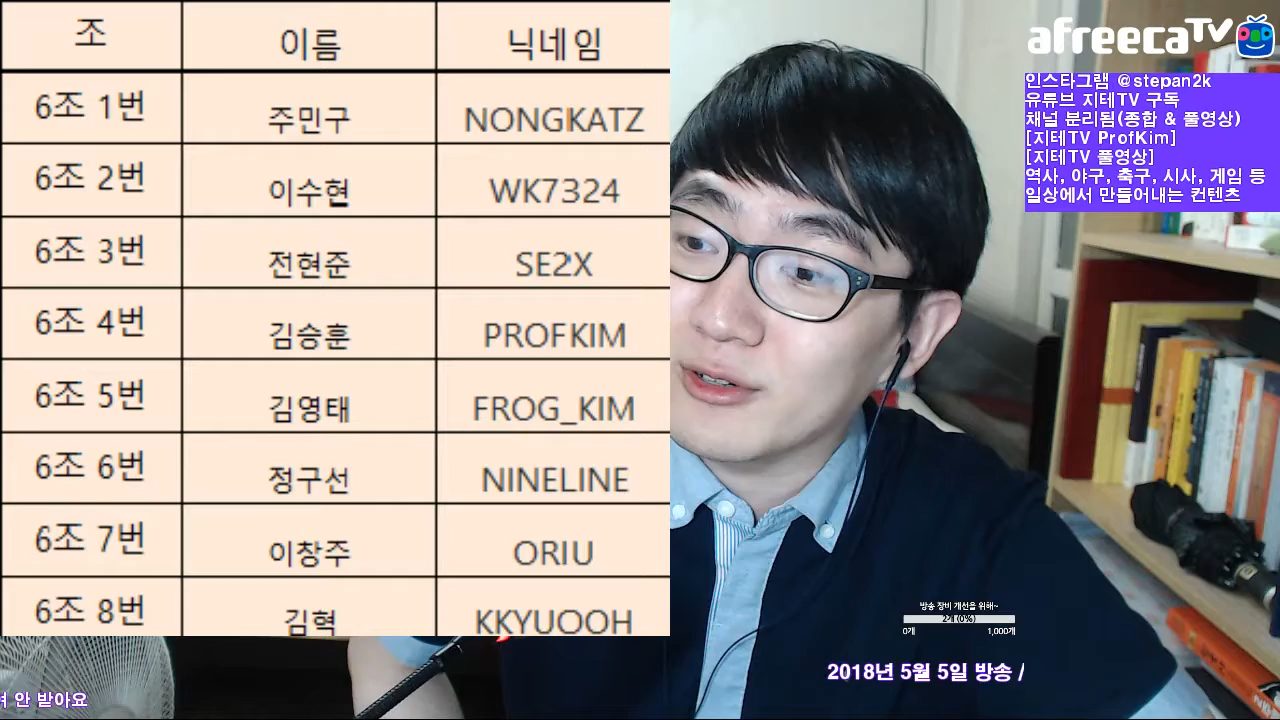 조 이름 닉네임
6조 1번 주민구 NONGKATZ
6조 2번 이수현 WK7324
6조 3번 전현준 SE2X
6조 4번 김승훈 PROFKIM
6조 5번 김영태 FROG_KIM
6조 6번 정구선 NINELINE
6조 7번 이창주 ORIU
6조 8번 김혁 KKYUOOH
afreecaTV
인스타그램 @stepan2k
유튜브 지테TV 구독
채널 분리됨(종합 & 풀영상)
[지테TV ProfKim]
[지테TV 풀영상]
역사, 야구, 축구, 시사, 게임 등
일상에서 만들어내는 컨텐츠
방송 장비 개선을 위해~
2개 (0%)
0개 1,000개
2018년 5월 5일 방송 /
안 받아요